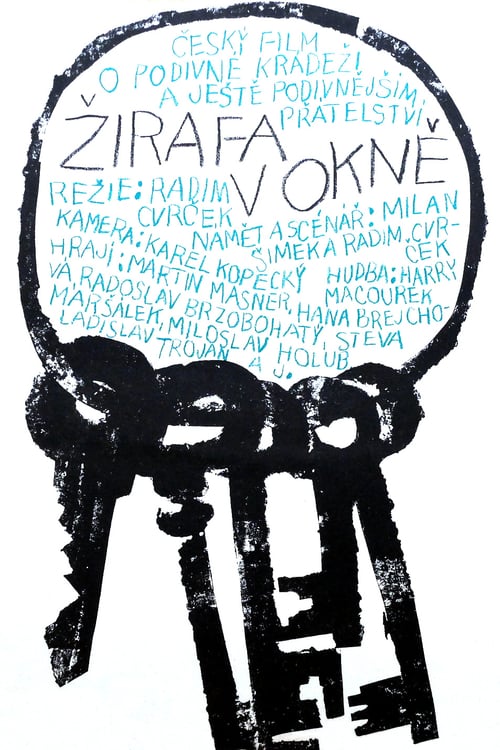 ČESKÝ FILM
O PODIVNÉ KRÁDEŽI
A JEŠTĚ PODIVNĚJŠÍM
PŘÁTELSTVÍ
ŽIRAFA
V OKNĚ
REŽIE: RADIM
CVRČEK
NÁMĚT A SCÉNÁŘ: MILAN
ŠIMEK A RADIM CVR-
ČEK
KAMERA: KAREL KOPECKÝ
HUDBA: HARRY
MACOUREK
HRAJÍ: MARTIN MASNER, HANA BREJCHO-
VÁ, RADOSLAV BRZOBOHATÝ, STEVA
MARŠÁLEK, MILOSLAV HOLUB,
LADISLAV TROJAN A J.